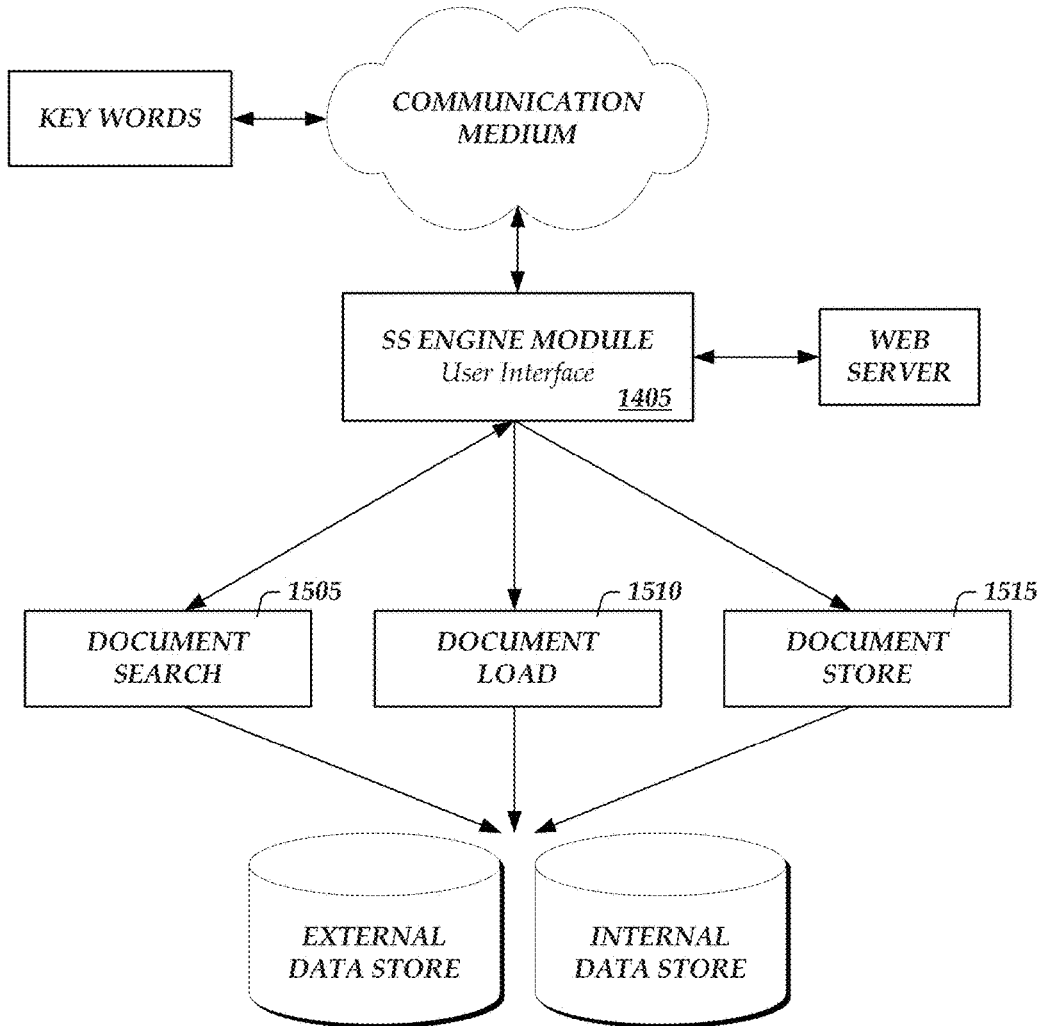 COMMUNICATION
MEDIUM
KEY WORDS
SS ENGINE MODULE
User Interface
1405
WEB
SERVER
1505
DOCUMENT
SEARCH
1510
DOCUMENT
LOAD
1515
DOCUMENT
STORE
EXTERNAL
DATA STORE
INTERNAL
DATA STORE